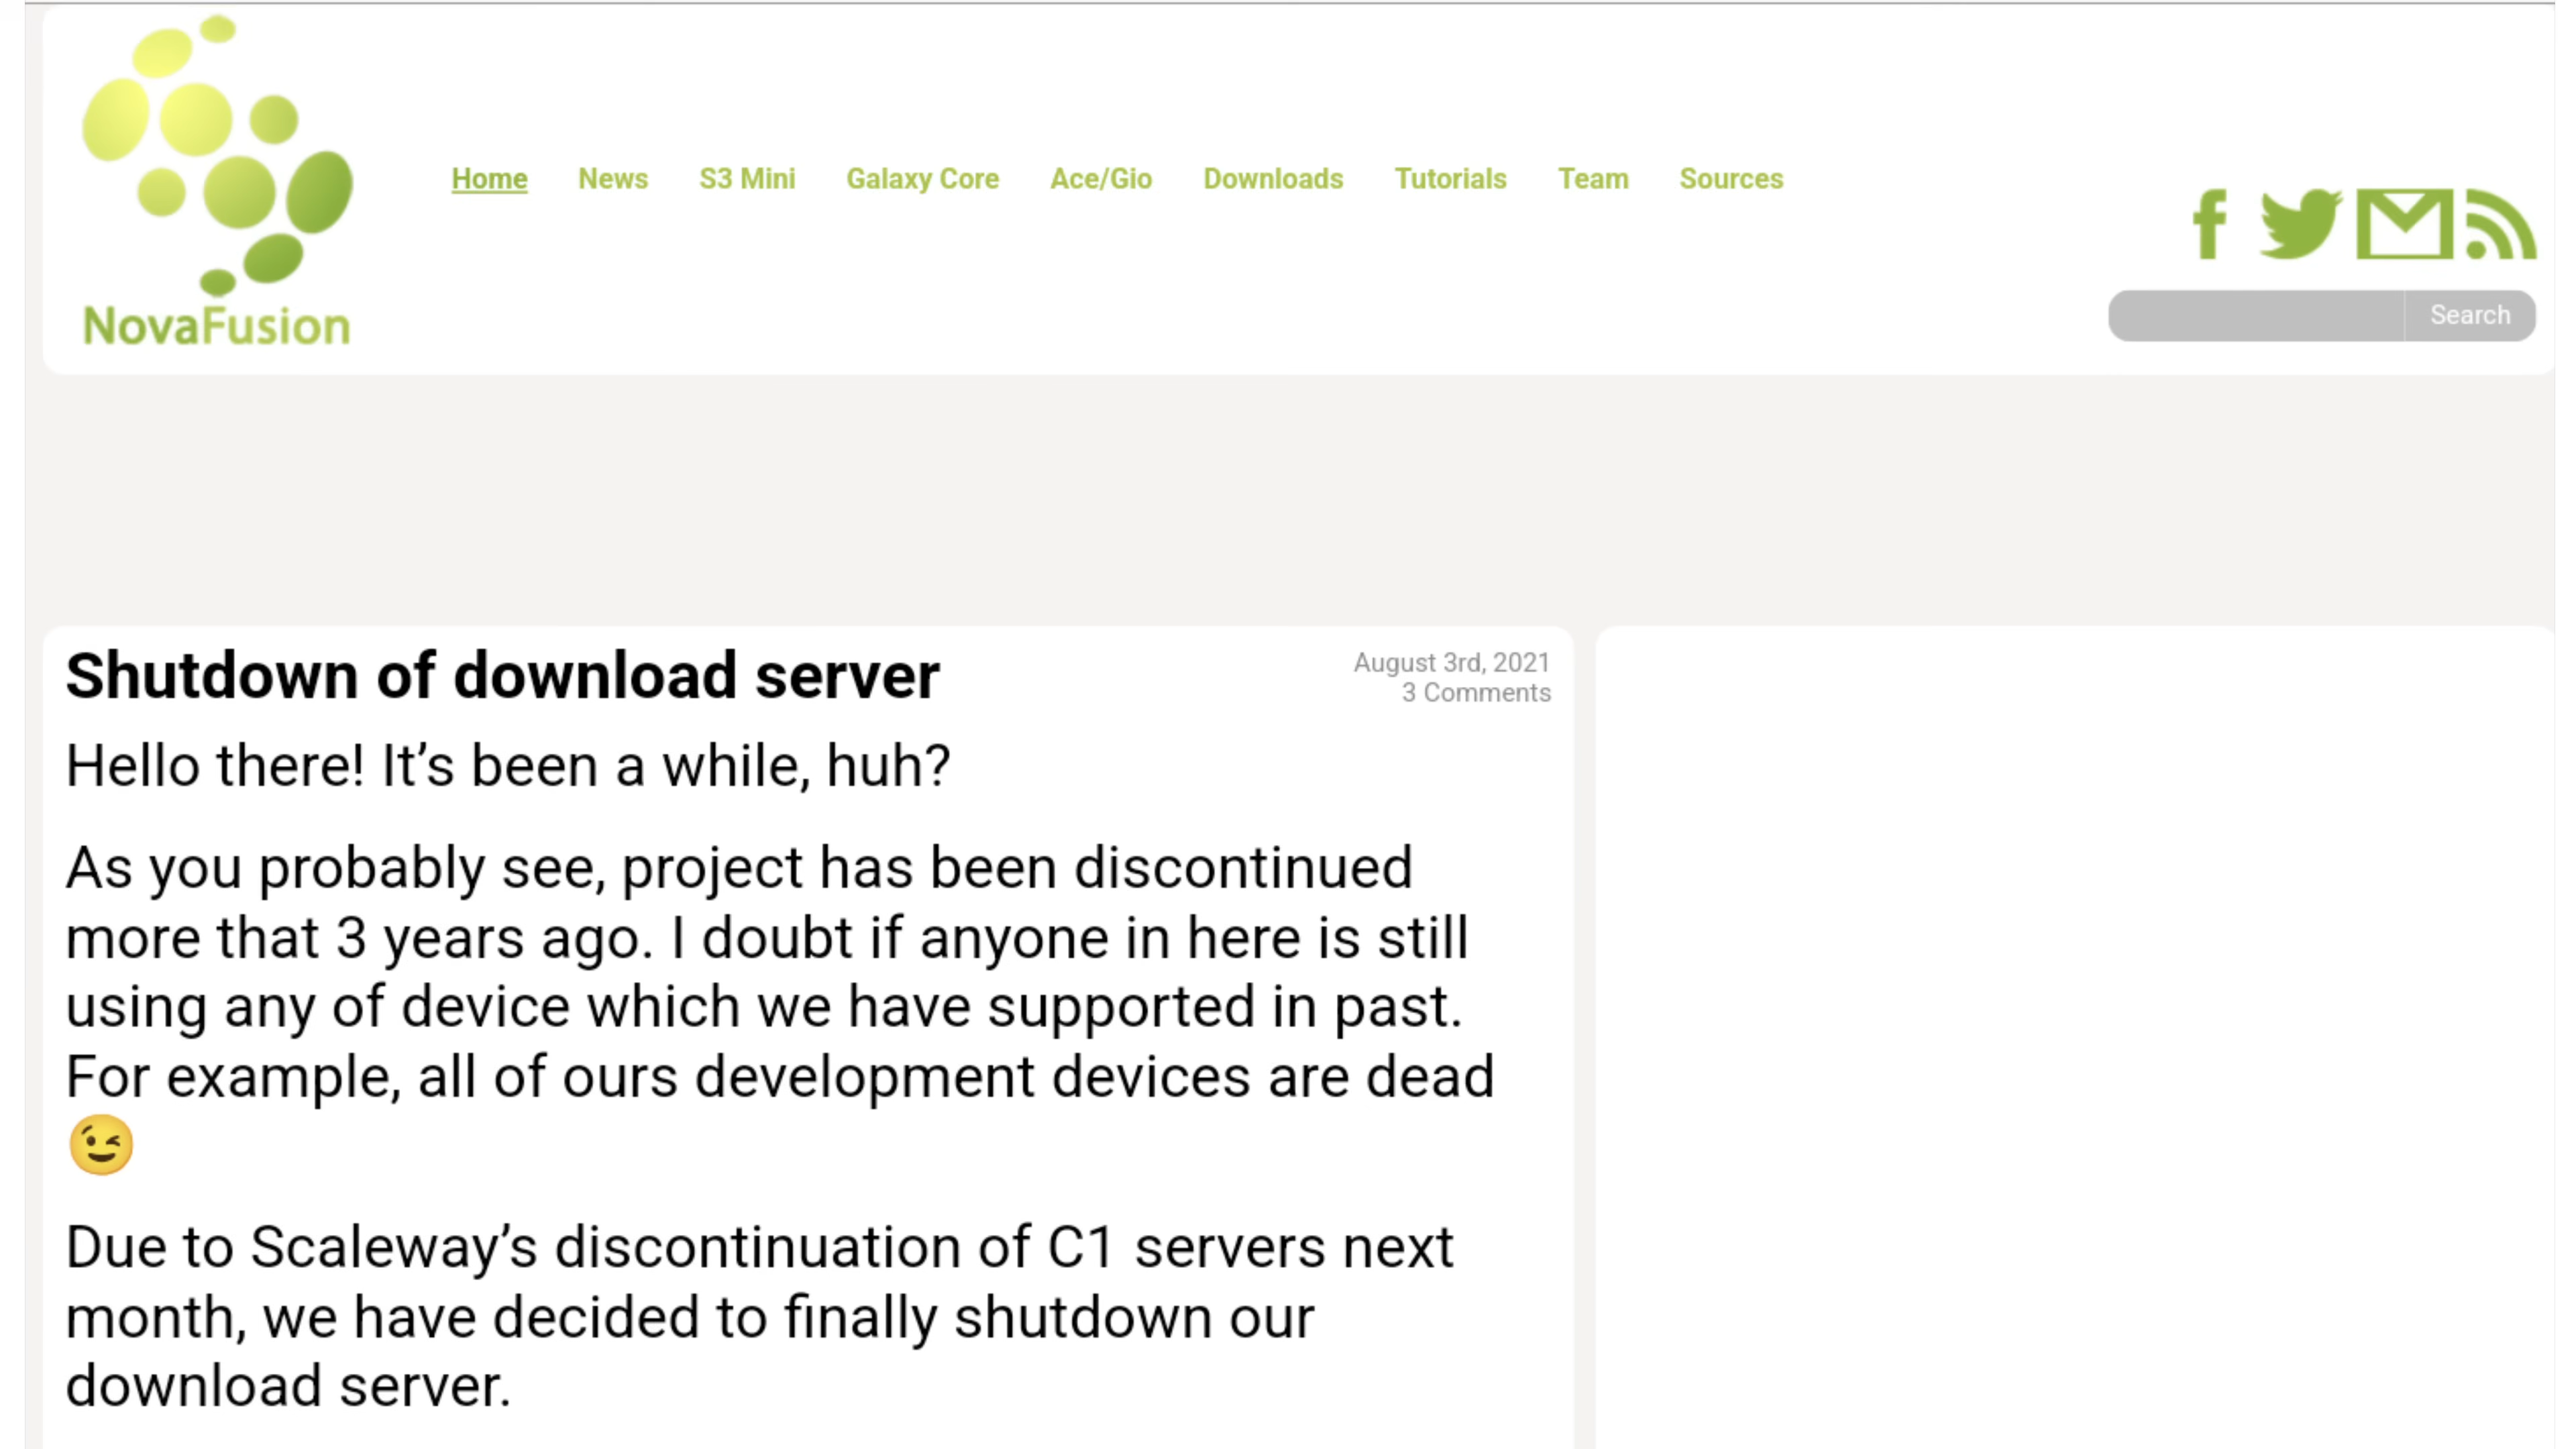 NovaFusion
Home News S3 Mini Galaxy Core Ace/Gio Downloads Tutorials Team Sources
Search
Shutdown of download server
August 3rd, 2021
3 Comments
Hello there! It’s been a while, huh?
As you probably see, project has been discontinued
more that 3 years ago. I doubt if anyone in here is still
using any of device which we have supported in past.
For example, all of ours development devices are dead
😉
Due to Scaleway’s discontinuation of C1 servers next
month, we have decided to finally shutdown our
download server.